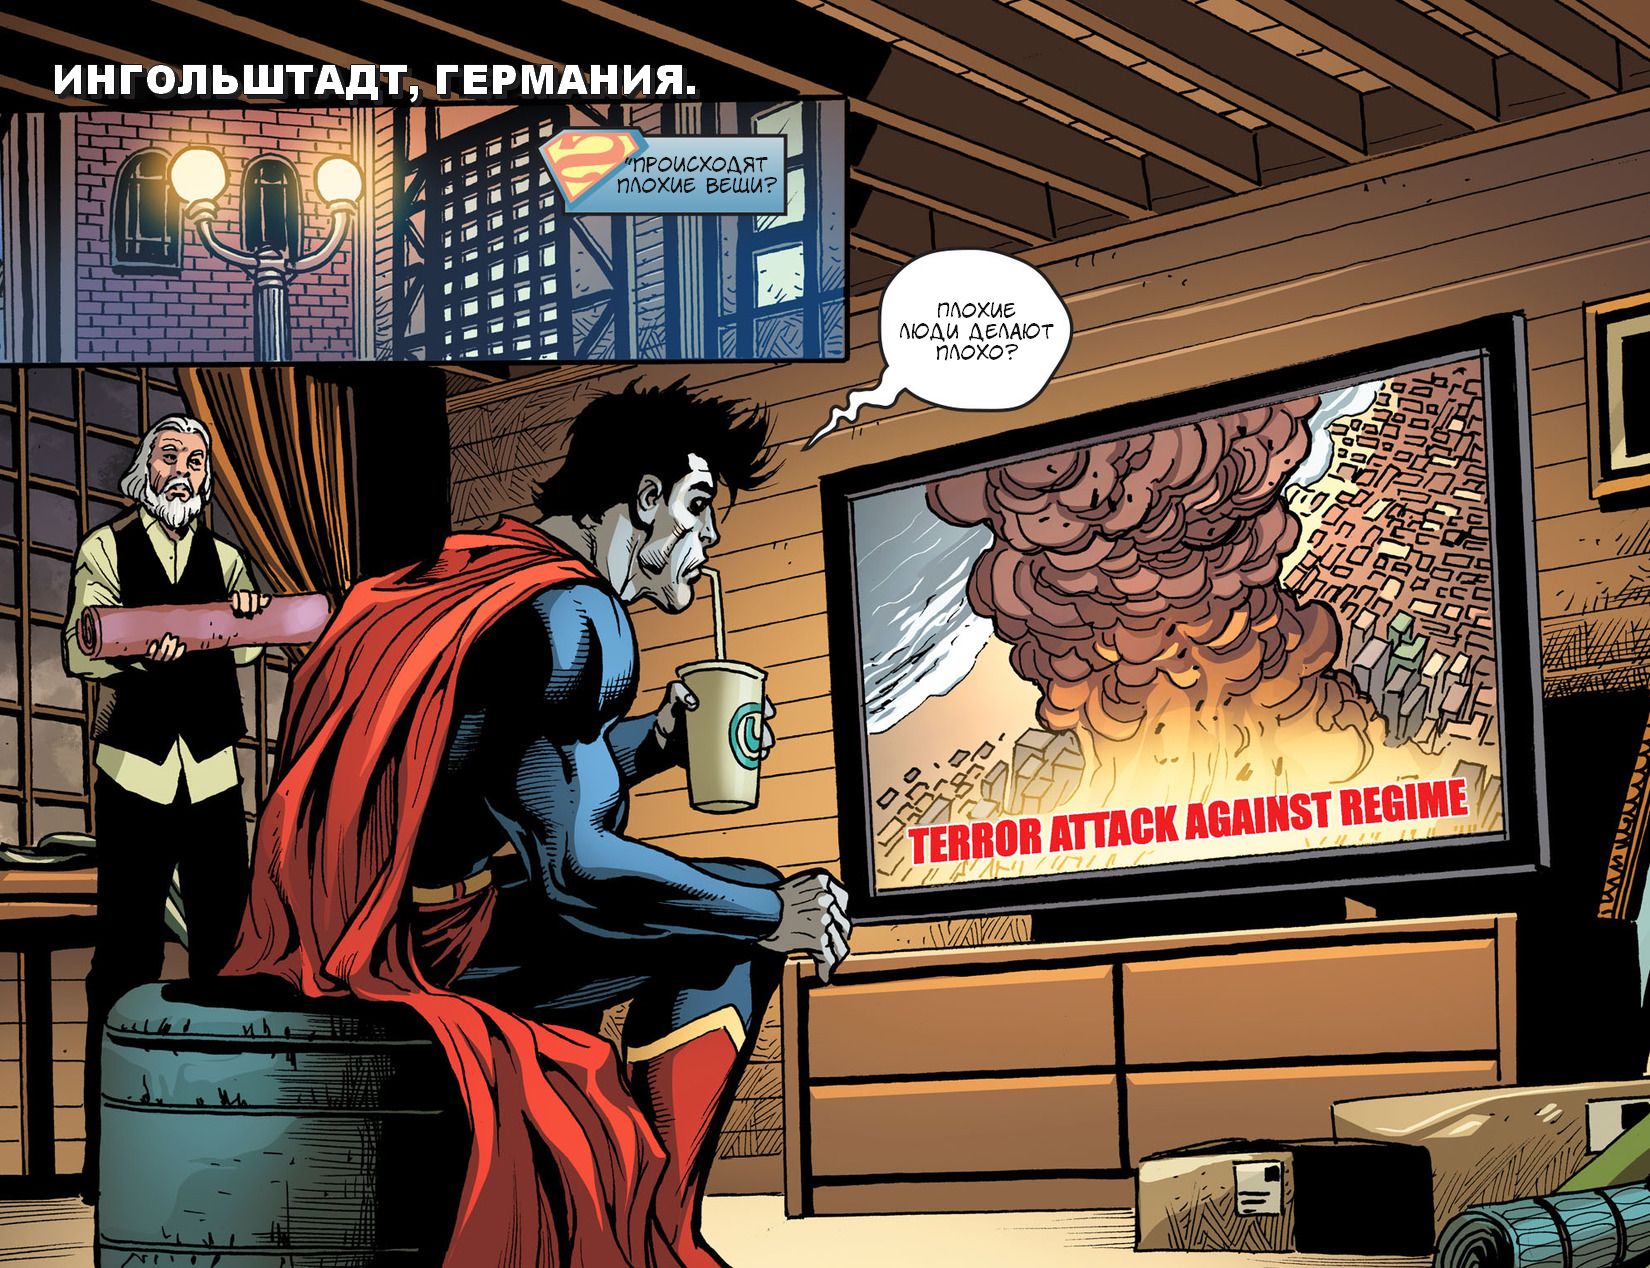 ИНГОЛЬШТАДТ, ГЕРМАНИЯ.
"ПРОИСХОДЯТ
ПЛОХИЕ ВЕЩИ?
ПЛОХИЕ
ЛЮДИ ДЕЛАЮТ
ПЛОХО?
TERROR ATTACK AGAINST REGIME